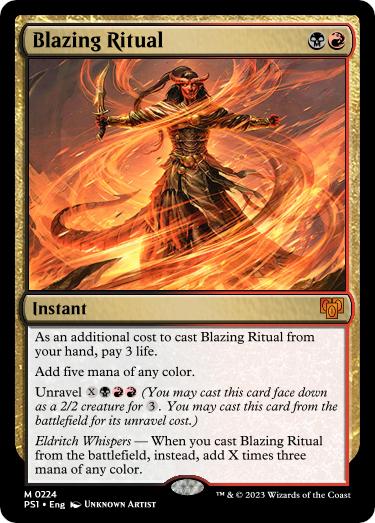 Blazing Ritual
Instant
As an additional cost to cast Blazing Ritual from
your hand, pay 3 life.
Add five mana of any color.
Unravel X (You may cast this card face down
as a 2/2 creature for 3. You may cast this card from the
battlefield for its unravel cost.)
Eldritch Whispers — When you cast Blazing Ritual
from the battlefield, instead, add X times three
mana of any color.
M 0224
PS1 • Eng Unknown Artist
™ & © 2023 Wizards of the Coast